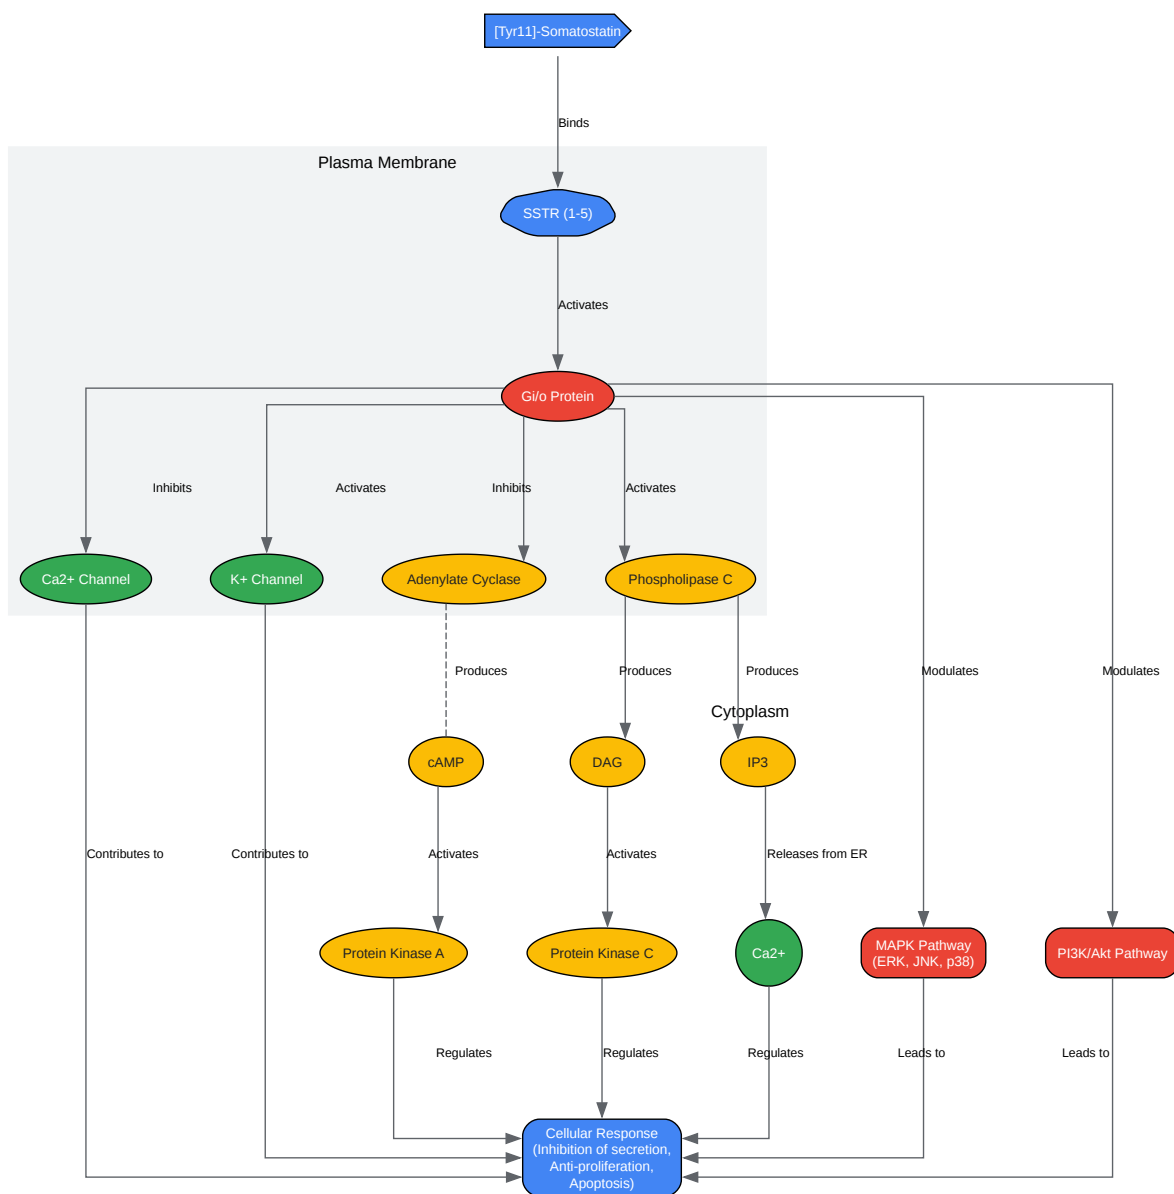 [Tyr11]-Somatostatin
Binds
Plasma Membrane
SSTR (1-5)
Activates
Gi/o Protein
Inhibits
Activates
Inhibits
Activates
Ca2+ Channel
K+ Channel
Adenylate Cyclase
Phospholipase C
Produces
Produces
Produces
Modulates
Modulates
Cytoplasm
cAMP
DAG
IP3
Contributes to
Contributes to
Activates
Activates
Releases from ER
Protein Kinase A
Protein Kinase C
Ca2+
MAPK Pathway
(ERK, JNK, p38)
PI3K/Akt Pathway
Regulates
Regulates
Regulates
Leads to
Leads to
Cellular Response
(Inhibition of secretion,
Anti-proliferation,
Apoptosis)